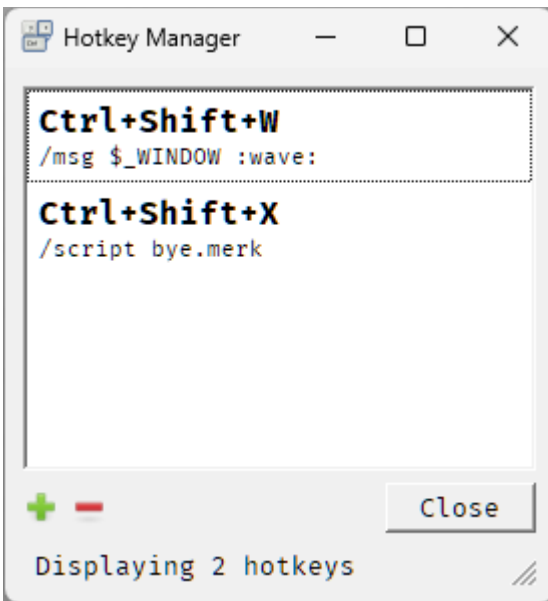 Hotkey Manager
Ctrl+Shift+W
/msg $_WINDOW :wave:
Ctrl+Shift+X
/script bye.merk
Close
Displaying 2 hotkeys